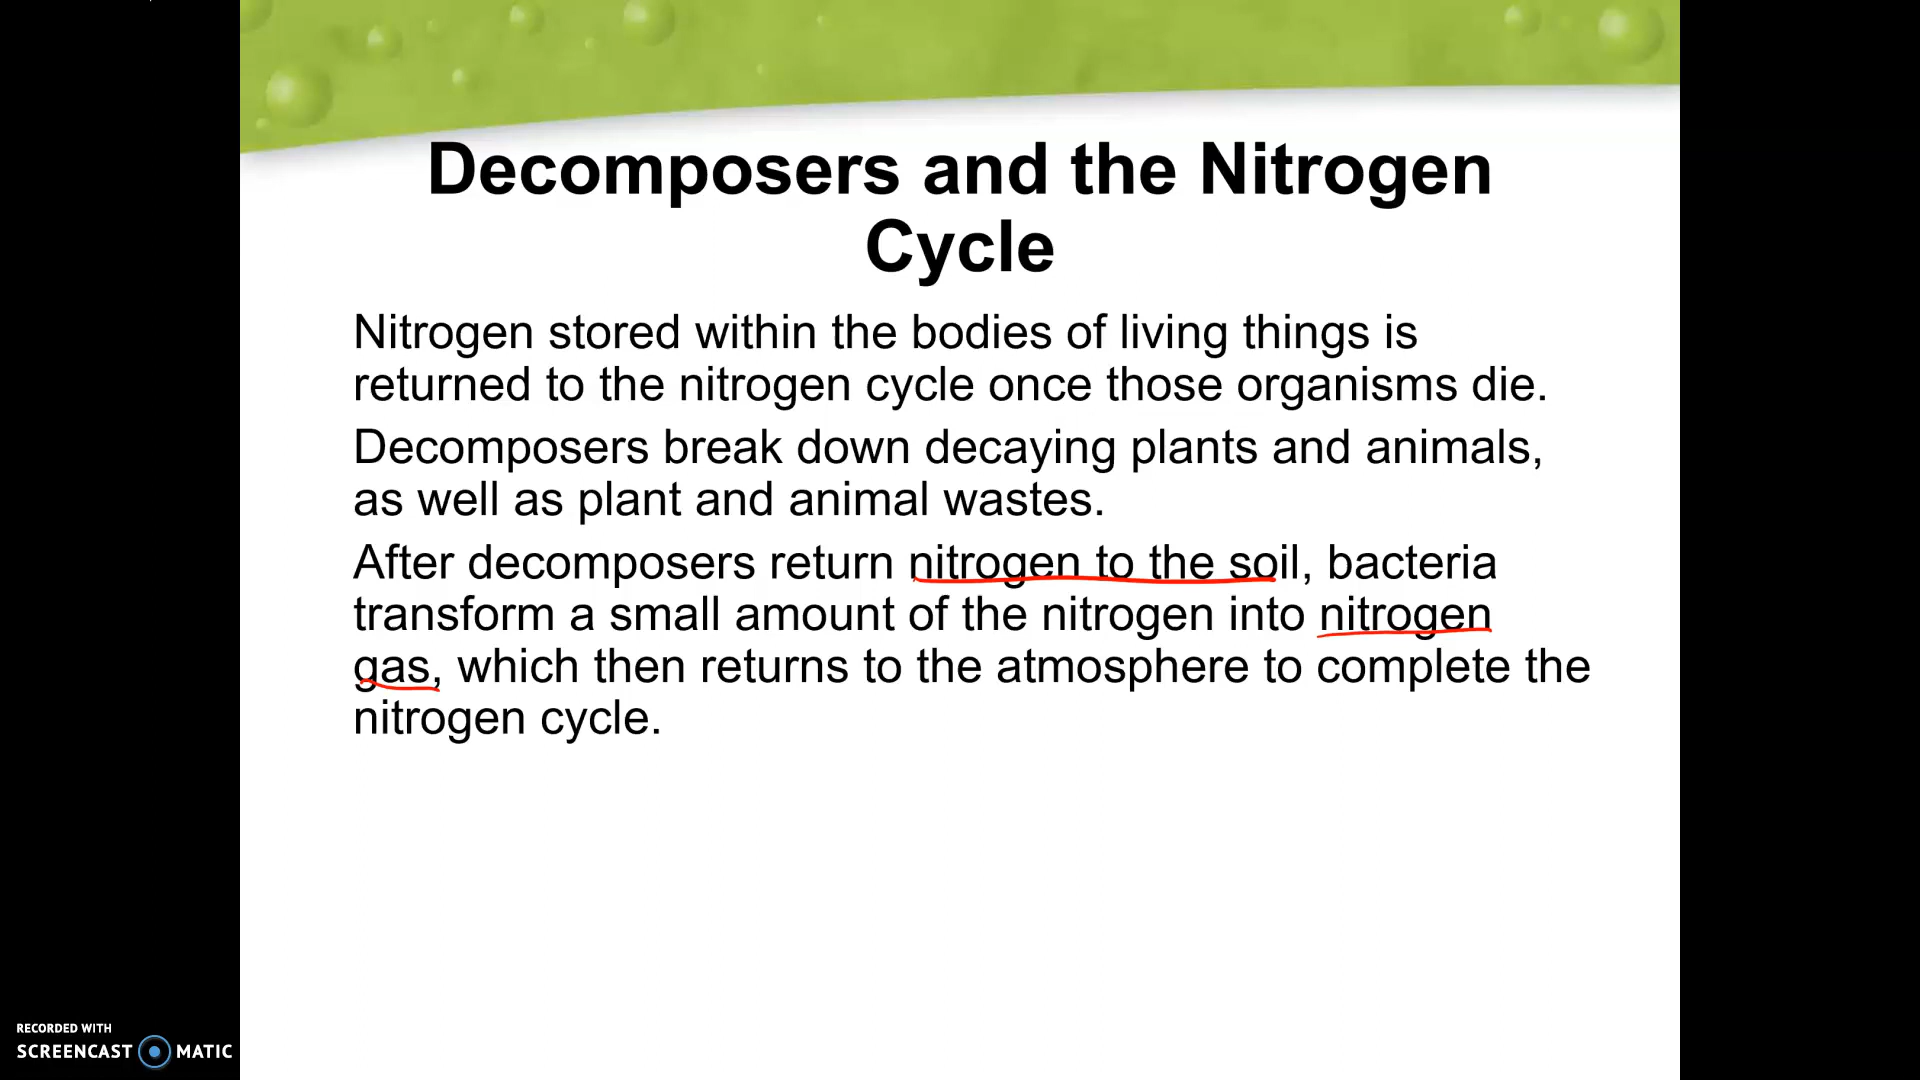 Decomposers and the Nitrogen
Cycle
Nitrogen stored within the bodies of living things is
returned to the nitrogen cycle once those organisms die.
Decomposers break down decaying plants and animals,
as well as plant and animal wastes.
After decomposers return nitrogen to the soil, bacteria
transform a small amount of the nitrogen into nitrogen
gas, which then returns to the atmosphere to complete the
nitrogen cycle.
RECORDED WITH
SCREENCAST MATIC